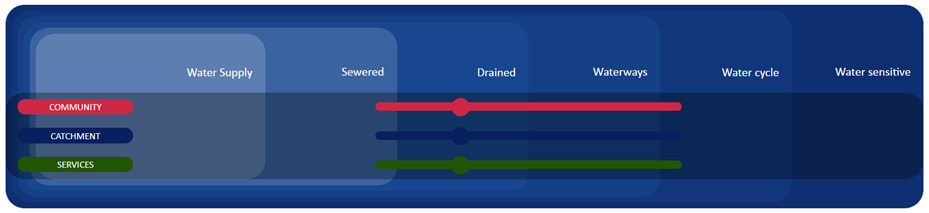 Water Supply
Sewered
Drained
Waterways
Water cycle
Water sensitive
COMMUNITY
CATCHMENT
SERVICES